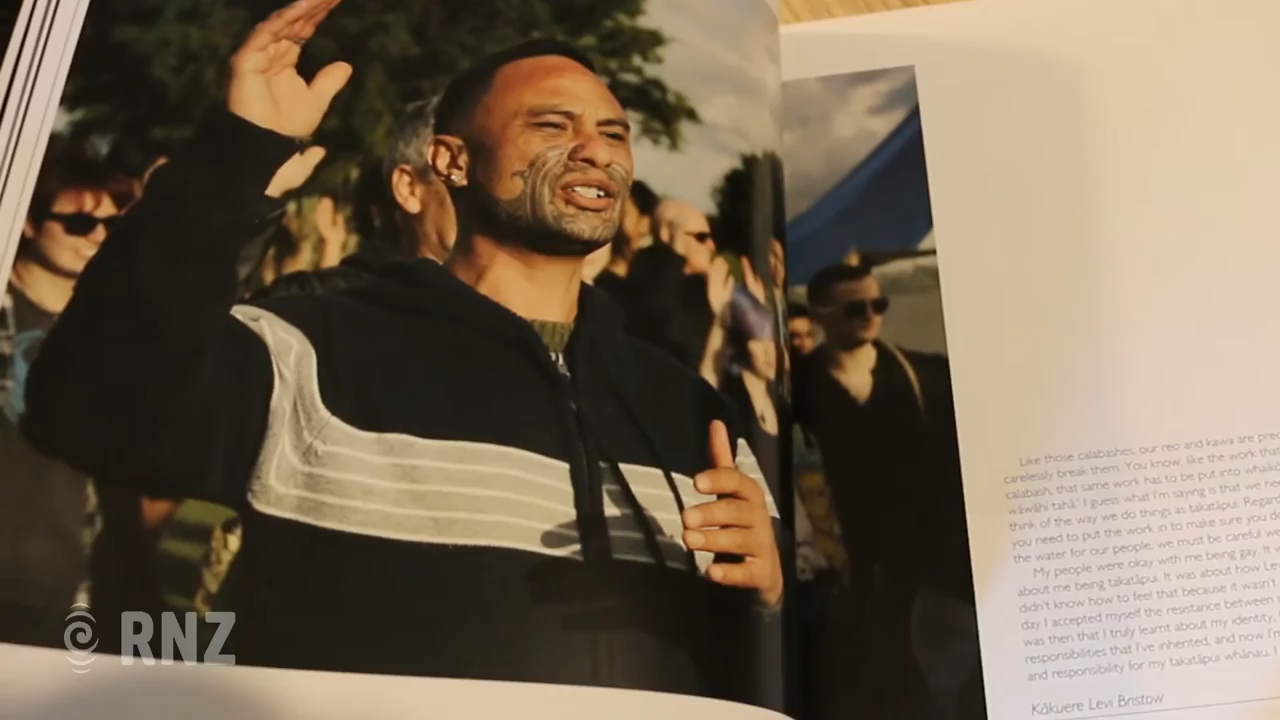 Like those calabashes, our reo and kawa are prec
carelessly break them. You know, like the work that
calabash, that same work has to be put into whaka
wāwāhi tahā.' I guess what I'm saying is that we nee
think of the way we do things as takatāpui. Regar
you need to put the work in to make sure you d
the water for our people, we must be careful we
My people were okay with me being gay. It w
about me being takatāpui. It was about how Le
didn't know how to feel that because it wasn't
day I accepted myself the resistance between
was then that I truly learnt about my identity,
responsibilities that I've inherited, and now I'm
and responsibility for my takatāpui whānau. I
Kākuere Levi Bristow
RNZ